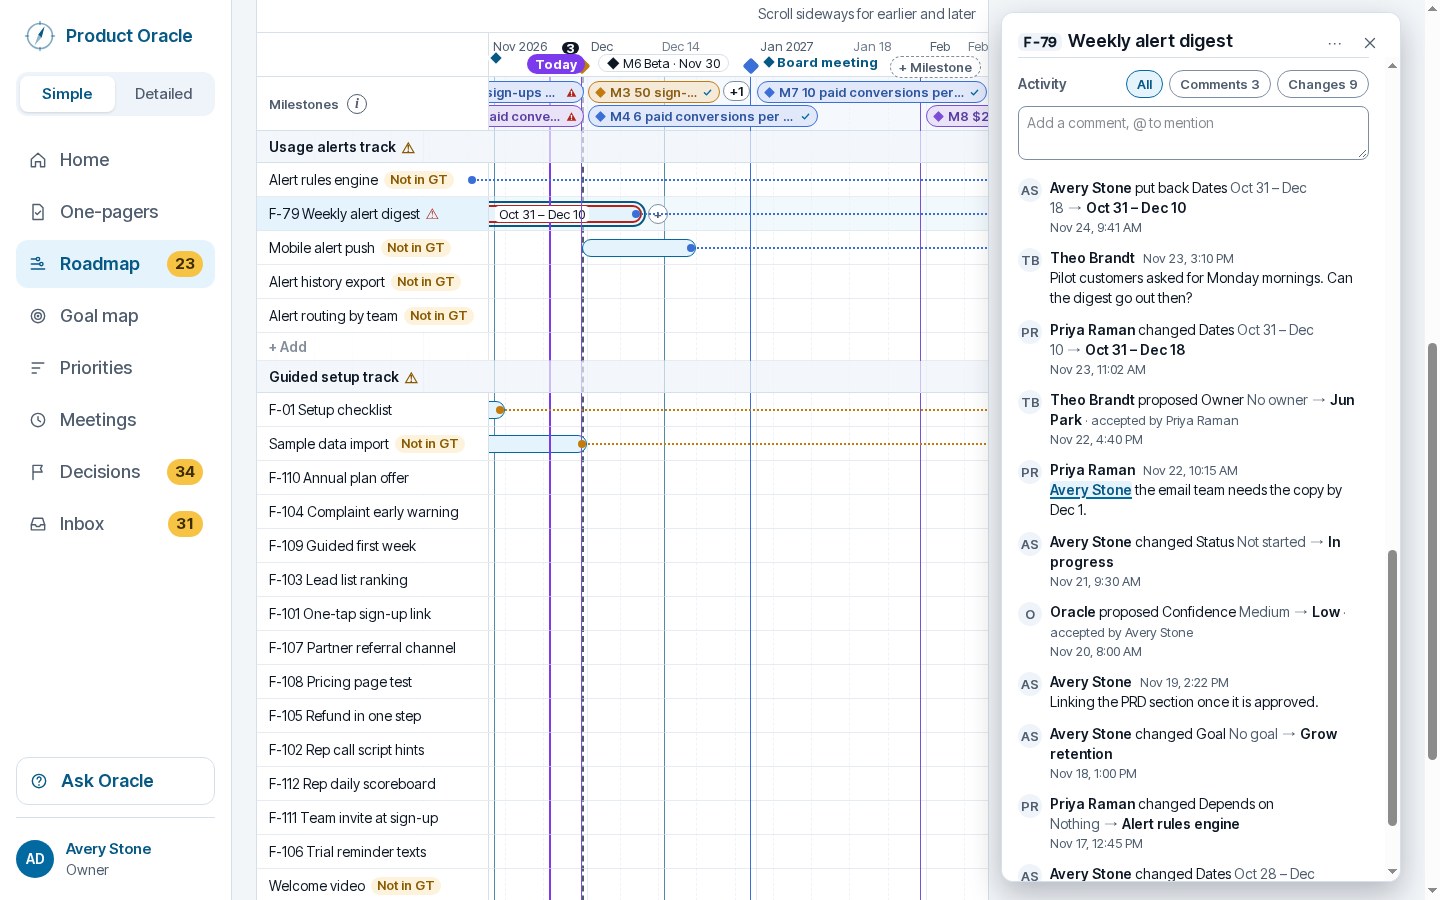 Product Oracle
Simple
Detailed
Home
One-pagers
Roadmap
23
Goal map
Priorities
Meetings
Decisions
34
Inbox
31
Ask Oracle
AD
Avery Stone
Owner
Scroll sideways for earlier and later
Nov 2026
3
Dec
Dec 14
Jan 2027
Jan 18
Feb
Feb
Today
M6 Beta · Nov 30
Board meeting
+ Milestone
Milestones
i
sign-ups ...
M3 50 sign-...
+1
M7 10 paid conversions per...
aid conve...
M4 6 paid conversions per ...
M8 $2
Usage alerts track
Alert rules engine Not in GT
F-79 Weekly alert digest
Oct 31 – Dec 10
Mobile alert push Not in GT
Alert history export Not in GT
Alert routing by team Not in GT
+ Add
Guided setup track
F-01 Setup checklist
Sample data import Not in GT
F-110 Annual plan offer
F-104 Complaint early warning
F-109 Guided first week
F-103 Lead list ranking
F-101 One-tap sign-up link
F-107 Partner referral channel
F-108 Pricing page test
F-105 Refund in one step
F-102 Rep call script hints
F-112 Rep daily scoreboard
F-111 Team invite at sign-up
F-106 Trial reminder texts
Welcome video Not in GT
F-79 Weekly alert digest
Activity
All
Comments 3
Changes 9
Add a comment, @ to mention
AS
Avery Stone put back Dates Oct 31 – Dec
18 → Oct 31 – Dec 10
Nov 24, 9:41 AM
TB
Theo Brandt Nov 23, 3:10 PM
Pilot customers asked for Monday mornings. Can
the digest go out then?
PR
Priya Raman changed Dates Oct 31 – Dec
10 → Oct 31 – Dec 18
Nov 23, 11:02 AM
TB
Theo Brandt proposed Owner No owner → Jun
Park · accepted by Priya Raman
Nov 22, 4:40 PM
PR
Priya Raman Nov 22, 10:15 AM
Avery Stone the email team needs the copy by
Dec 1.
AS
Avery Stone changed Status Not started → In
progress
Nov 21, 9:30 AM
O
Oracle proposed Confidence Medium → Low ·
accepted by Avery Stone
Nov 20, 8:00 AM
AS
Avery Stone Nov 19, 2:22 PM
Linking the PRD section once it is approved.
AS
Avery Stone changed Goal No goal → Grow
retention
Nov 18, 1:00 PM
PR
Priya Raman changed Depends on
Nothing → Alert rules engine
Nov 17, 12:45 PM
AS
Avery Stone changed Dates Oct 28 – Dec